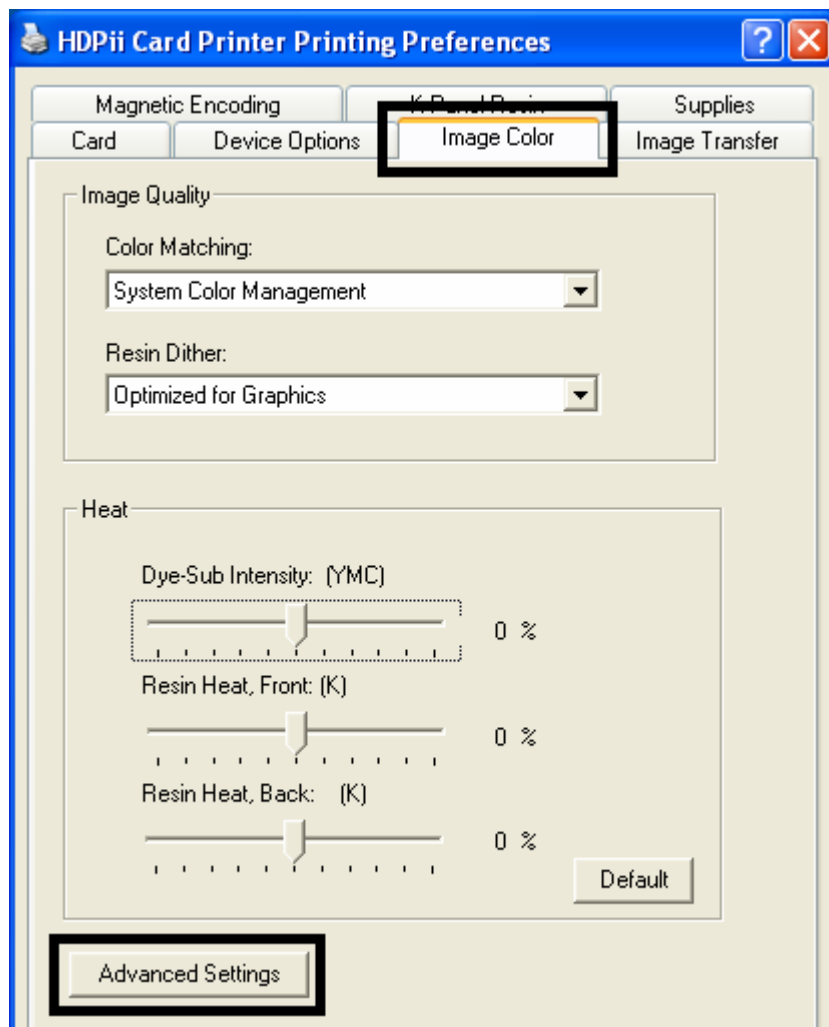 HDPii Card Printer Printing Preferences
Magnetic Encoding K Panel Resin Supplies
Card Device Options Image Color Image Transfer
Image Quality
Color Matching:
System Color Management
Resin Dither:
Optimized for Graphics
Heat
Dye-Sub Intensity: (YMC)
0 %
Resin Heat, Front: (K)
0 %
Resin Heat, Back: (K)
0 %
Default
Advanced Settings